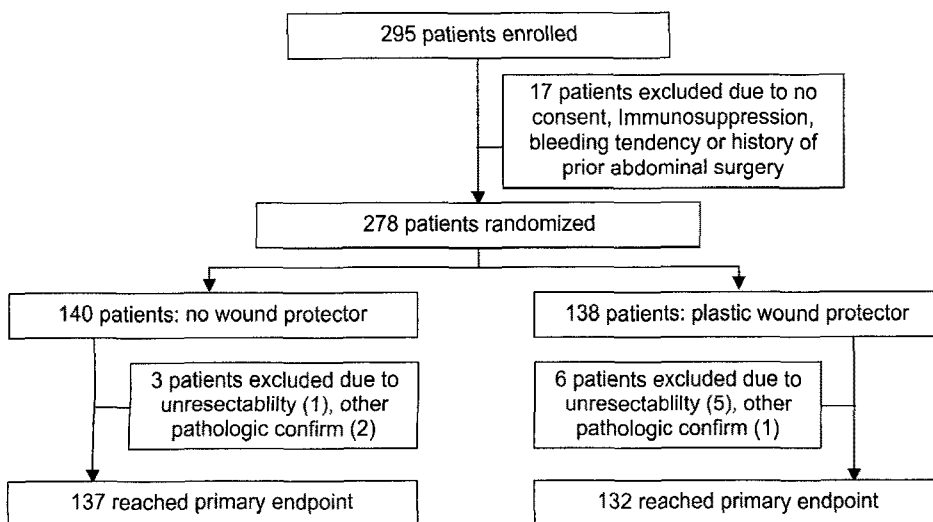 295 patients enrolled
17 patients excluded due to no
consent, Immunosuppression,
bleeding tendency or history of
prior abdominal surgery
278 patients randomized
140 patients: no wound protector
138 patients: plastic wound protector
3 patients excluded due to
unresectablilty (1), other
pathologic confirm (2)
6 patients excluded due to
unresectablilty (5), other
pathologic confirm (1)
137 reached primary endpoint
132 reached primary endpoint